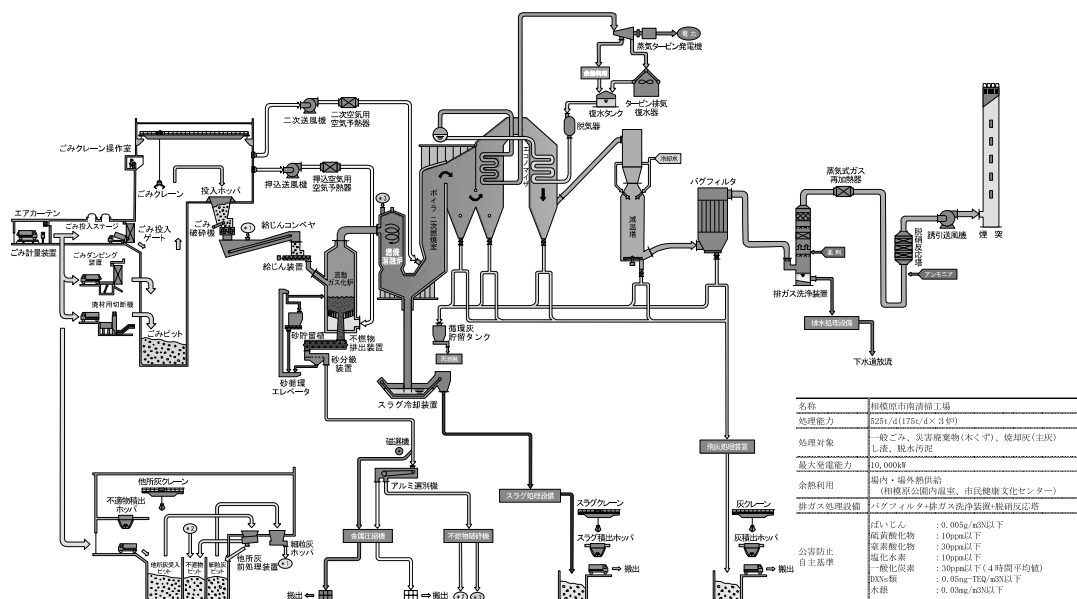 電力
蒸気タービン発電機
タービン排気
復水器
復水タンク
脱気器
二次送風機
二次空気用
空気予熱器
押込送風機
押込空気用
空気予熱器
ごみクレーン操作室
ごみクレーン
投入ホッパ
ごみ
破砕機
給じんコンベヤ
給じん装置
エアカーテン
ごみ投入ステージ
ごみ投入
ゲート
ごみ計量装置
ごみダンピング
装置
廃材用切断機
ごみピット
流動
ガス化炉
燃焼
溶融炉
ボイラ二次燃焼室
エコノマイザ
冷却水
減温塔
バグフィルタ
蒸気式ガス
再加熱器
脱硝反応塔
誘引送風機
煙突
アンモニア
排ガス洗浄装置
排水処理設備
下水道放流
砂貯留槽
不燃物
排出装置
砂分級
装置
砂循環
エレベータ
循環灰
貯留タンク
スラグ冷却装置
磁選機
アルミ選別機
金属圧縮機
不燃物破砕機
スラグ処理設備
飛灰処理装置
スラグクレーン
スラグ積出ホッパ
灰クレーン
灰積出ホッパ
搬出
搬出
搬出
搬出
他所灰クレーン
不適物積出
ホッパ
他所灰受入
ピット
不適物
ピット
細粒灰
ピット
他所灰
前処理装置
細粒灰
ホッパ
名称 相模原市南清掃工場
処理能力 525t/d(175t/d×3炉)
処理対象 一般ごみ、災害廃棄物(木くず)、焼却灰(主灰)
し渣、脱水汚泥
最大発電能力 10,000kW
余熱利用 場内・場外熱供給
(相模原公園内温室、市民健康文化センター)
排ガス処理設備 バグフィルタ+排ガス洗浄装置+脱硝反応塔
公害防止
自主基準
ばいじん :0.005g/m3N以下
硫黄酸化物 :10ppm以下
窒素酸化物 :30ppm以下
塩化水素 :10ppm以下
一酸化炭素 :30ppm以下(4時間平均値)
DXNs類 :0.05ng-TEQ/m3N以下
水銀 :0.03mg/m3N以下